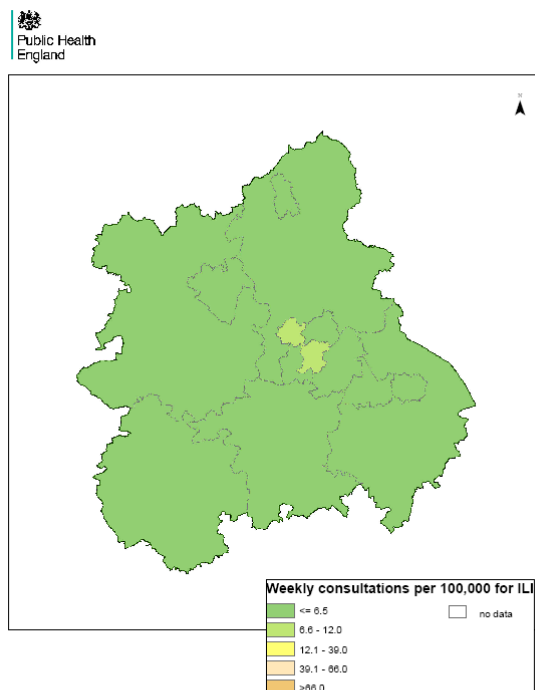 Public Health
England
N
Weekly consultations per 100,000 for ILI
<= 6.5
no data
6.6 - 12.0
12.1 - 39.0
39.1 - 66.0
>66.0